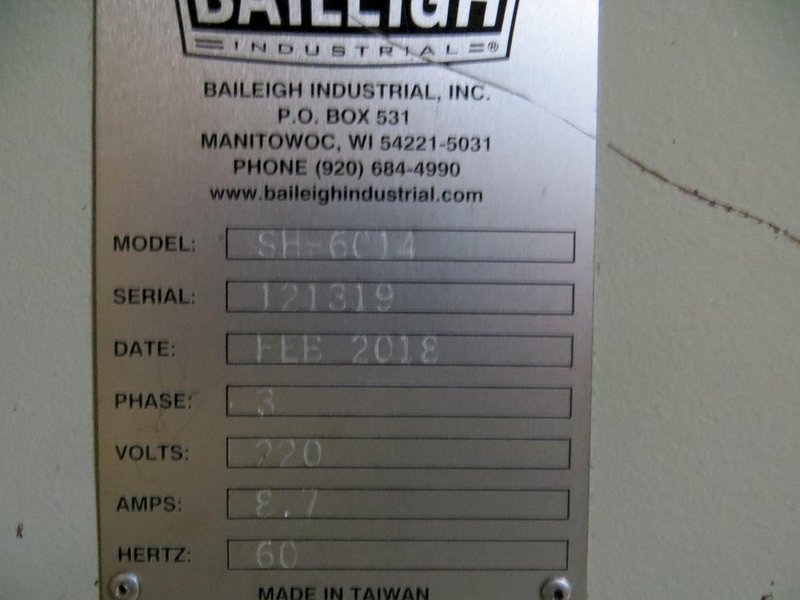 BAILEIGH
INDUSTRIAL ®
BAILEIGH INDUSTRIAL, INC.
P.O. BOX 531
MANITOWOC, WI 54221-5031
PHONE (920) 684-4990
www.baileighindustrial.com
MODEL: SH-6014
SERIAL: 121319
DATE: FEB 2018
PHASE: 3
VOLTS: 220
AMPS: 8.7
HERTZ: 60
MADE IN TAIWAN